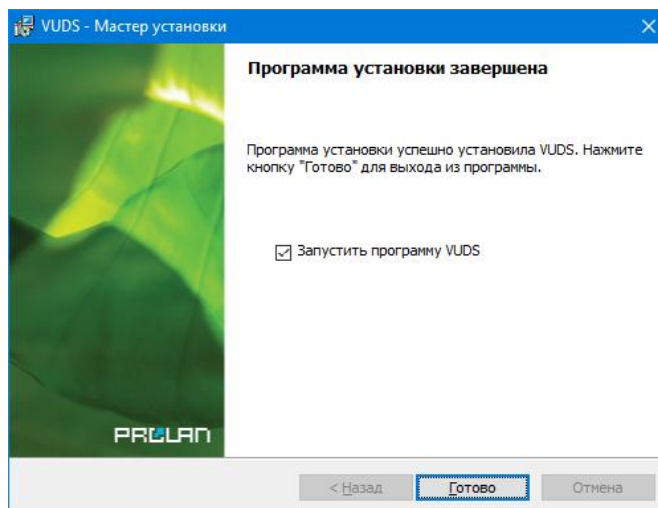 VUDS - Мастер установки
Программа установки завершена
Программа установки успешно установила VUDS. Нажмите
кнопку "Готово" для выхода из программы.
Запустить программу VUDS
PROLAN
< Назад Готово Отмена